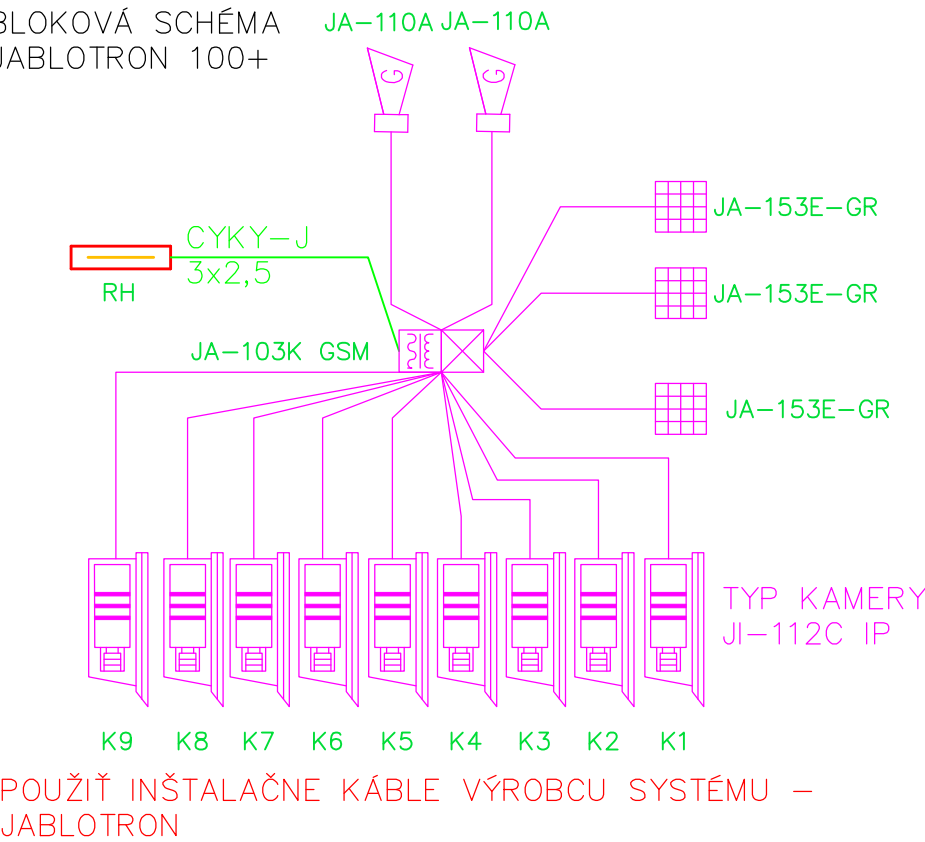 BLOKOVÁ SCHÉMA
JABLOTRON 100+
JA-110A JA-110A
G G
JA-153E-GR
CYKY-J
3x2,5
RH
JA-153E-GR
JA-103K GSM
JA-153E-GR
TYP KAMERY
JI-112C IP
K9 K8 K7 K6 K5 K4 K3 K2 K1
POUŽIŤ INŠTALAČNE KÁBLE VÝROBCU SYSTÉMU -
JABLOTRON